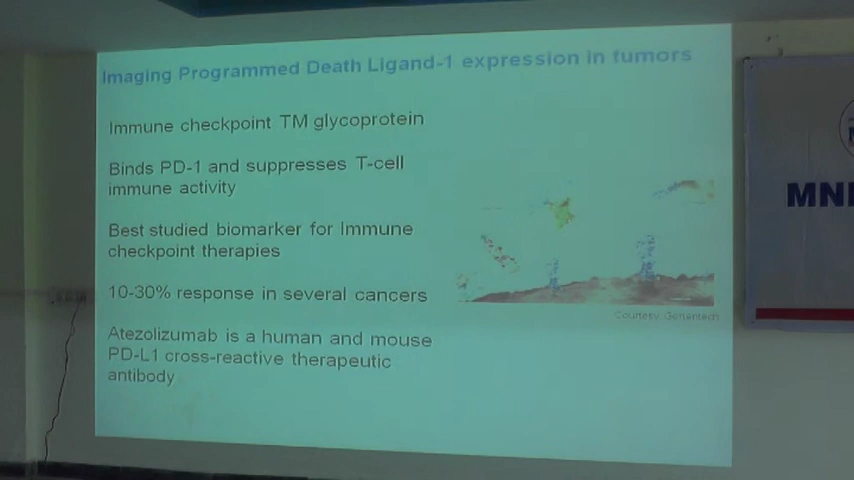 Imaging Programmed Death Ligand-1 expression in tumors
Immune checkpoint TM glycoprotein
Binds PD-1 and suppresses T-cell
immune activity
Best studied biomarker for Immune
checkpoint therapies
10-30% response in several cancers
Atezolizumab is a human and mouse
PD-L1 cross-reactive therapeutic
antibody
Courtesy: Genentech
MNI